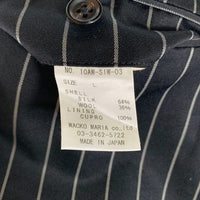 NO. 10AW-SIW-03
SIZE L
SHELL
SILK 64%
WOOL 36%
LINING
CUPRO 100%
WACKO MARIA co.,ltd
03-3462-5722
MADE IN JAPAN